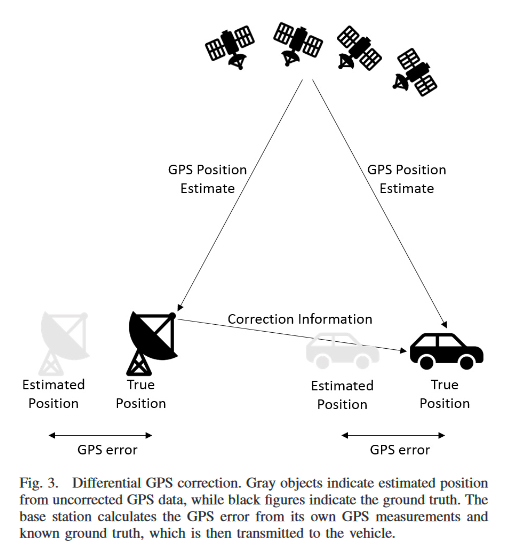 GPS Position
Estimate
GPS Position
Estimate
Correction Information
Estimated
Position
True
Position
Estimated
Position
True
Position
GPS error
GPS error
Fig. 3. Differential GPS correction. Gray objects indicate estimated position
from uncorrected GPS data, while black figures indicate the ground truth. The
base station calculates the GPS error from its own GPS measurements and
known ground truth, which is then transmitted to the vehicle.